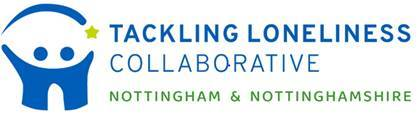 TACKLING LONELINESS
COLLABORATIVE
NOTTINGHAM & NOTTINGHAMSHIRE